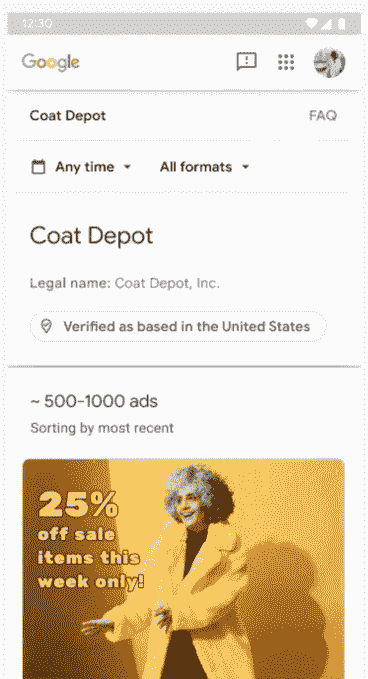 12:30
Google
Coat Depot FAQ
Any time All formats
Coat Depot
Legal name: Coat Depot, Inc.
Verified as based in the United States
~ 500-1000 ads
Sorting by most recent
25%
off sale
items this
week only!